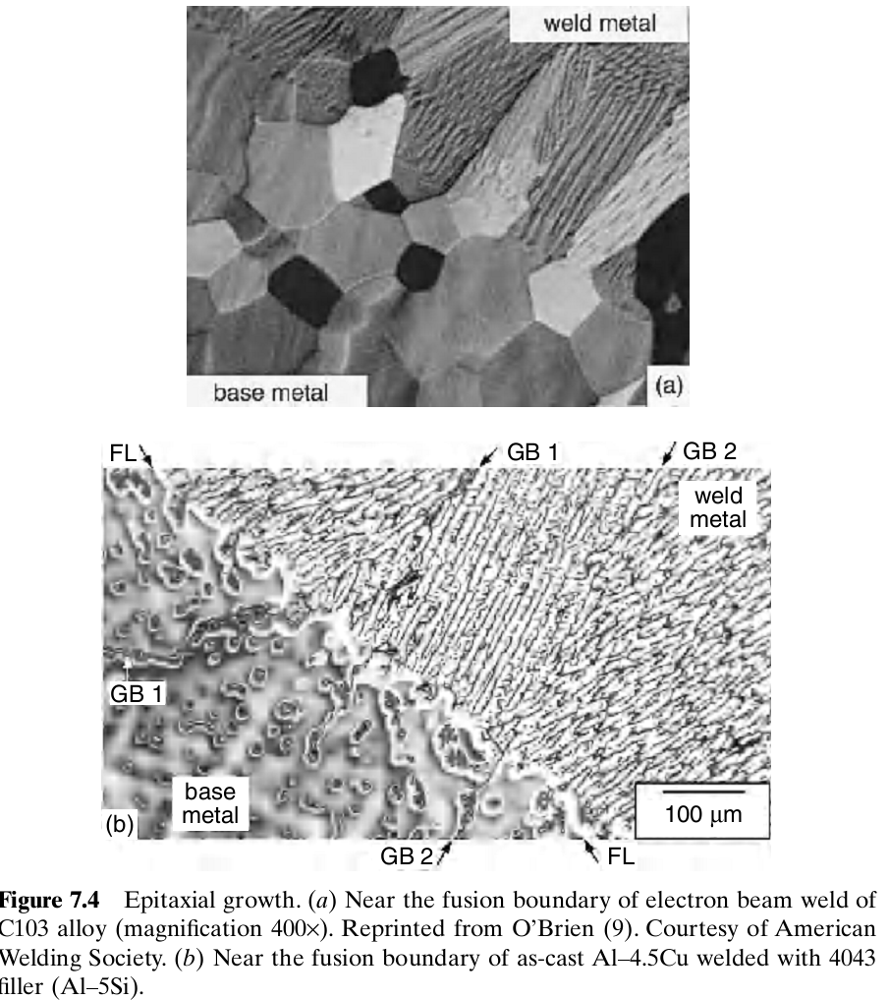 weld metal
base metal
(a)
FL
GB 1
GB 2
weld
metal
GB 1
base
metal
(b)
100 μm
GB 2
FL
Figure 7.4 Epitaxial growth. (a) Near the fusion boundary of electron beam weld of
C103 alloy (magnification 400×). Reprinted from O'Brien (9). Courtesy of American
Welding Society. (b) Near the fusion boundary of as-cast Al–4.5Cu welded with 4043
filler (Al–5Si).